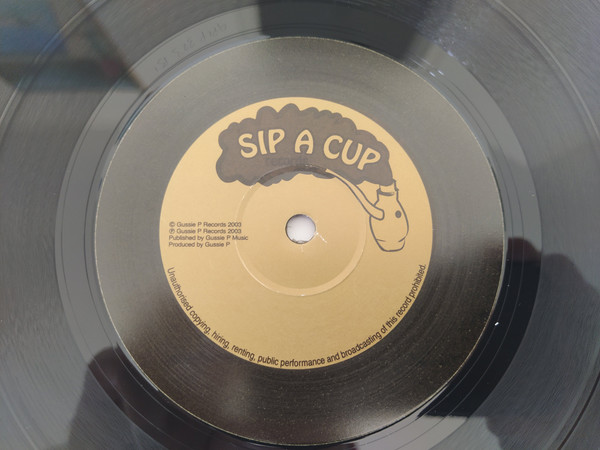 SIP A CUP
records
© Gussie P Records 2003
℗ Gussie P Records 2003
Published by Gussie P Music
Produced by Gussie P
Unauthorised copying, hiring, renting, public performance and broadcasting of this record prohibited.